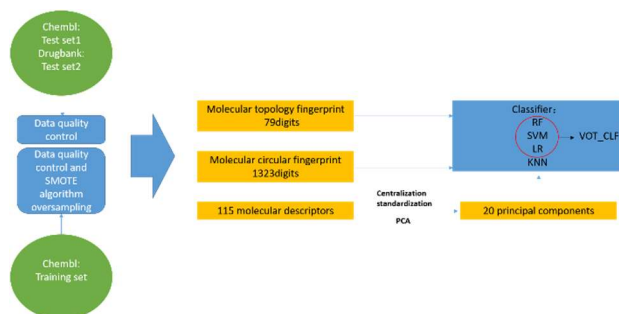 Chembl:
Test set1
Drugbank:
Test set2
Data quality
control
Data quality
control and
SMOTE
algorithm
oversampling
Chembl:
Training set
Molecular topology fingerprint
79digits
Molecular circular fingerprint
1323digits
115 molecular descriptors
Centralization
standardization
PCA
20 principal components
Classifier：
RF
SVM
LR
KNN
VOT_CLF